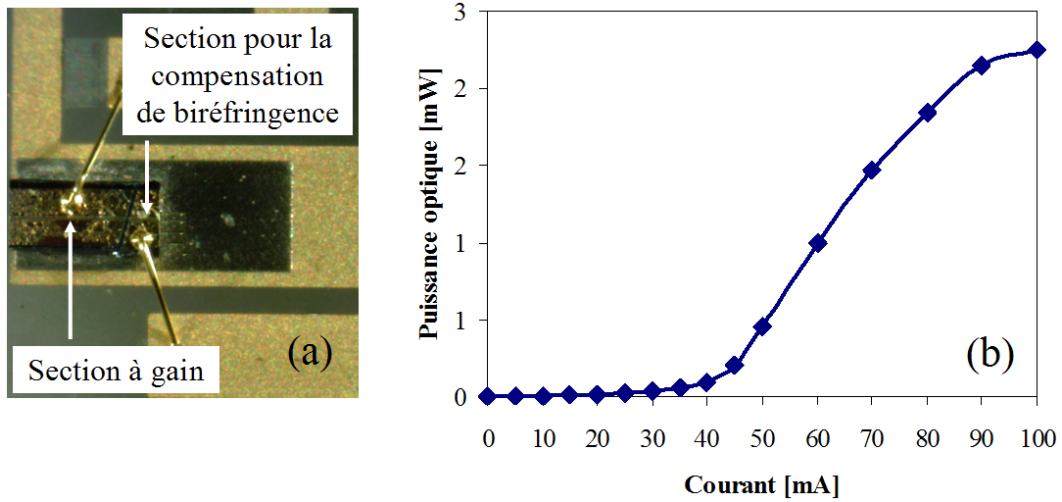 Section pour la
compensation
de biréfringence
Section à gain
(a)
Puissance optique [mW]
3
2
2
1
1
0
0 10 20 30 40 50 60 70 80 90 100
Courant [mA]
(b)